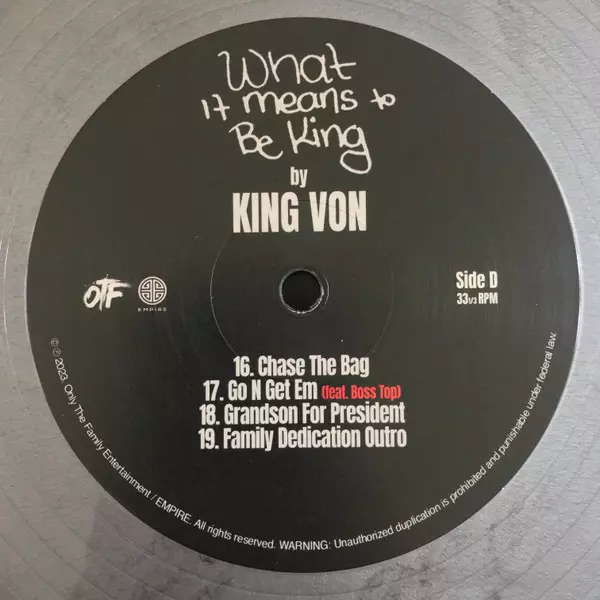 What
it means to
Be King
by
KING VON
OTF
EMPIRE
Side D
33 1/3 RPM
16. Chase The Bag
17. Go N Get Em (feat. Boss Top)
18. Grandson For President
19. Family Dedication Outro
©℗ 2023. Only The Family Entertainment / EMPIRE. All rights reserved. WARNING: Unauthorized duplication is prohibited and punishable under federal law.